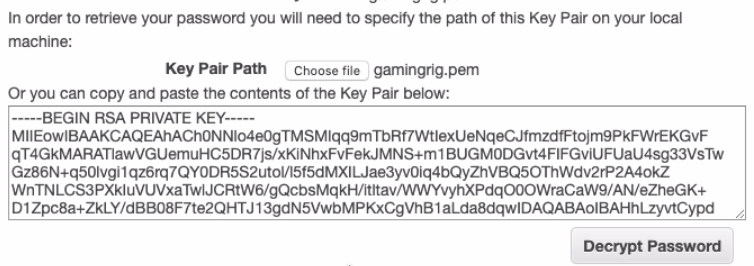 In order to retrieve your password you will need to specify the path of this Key Pair on your local
machine:
Key Pair Path Choose file gamingrig.pem
Or you can copy and paste the contents of the Key Pair below:
-----BEGIN RSA PRIVATE KEY-----
MIIEowIBAAKCAQEAhACh0NNlo4e0gTMSMlqq9mTbRf7WtIexUeNqeCJfmzdfFtojm9PkFWrEKGvF
qT4GkMARATlawVGUemuHC5DR7js/xKiNhxFvFekJMNS+m1BUGM0DGvt4FIFGviUFUaU4sg33VsTw
Gz86N+q50lvgi1qz6rq7QY0DR5S2utol/l5f5dMXILJae3yv0iq4bQyZhVBQ5OThWdv2rP2A4okZ
WnTNLCS3PXkluVUVxaTwlJCRtW6/gQcbsMqkH/itltav/WWYvyhXPdqO0OWraCaW9/AN/eZheGK+
D1Zpc8a+ZkLY/dBB08F7te2QHTJ13gdN5VwbMPKxCgVhB1aLda8dqwIDAQABAoIBAHhLzyvtCypd
Decrypt Password